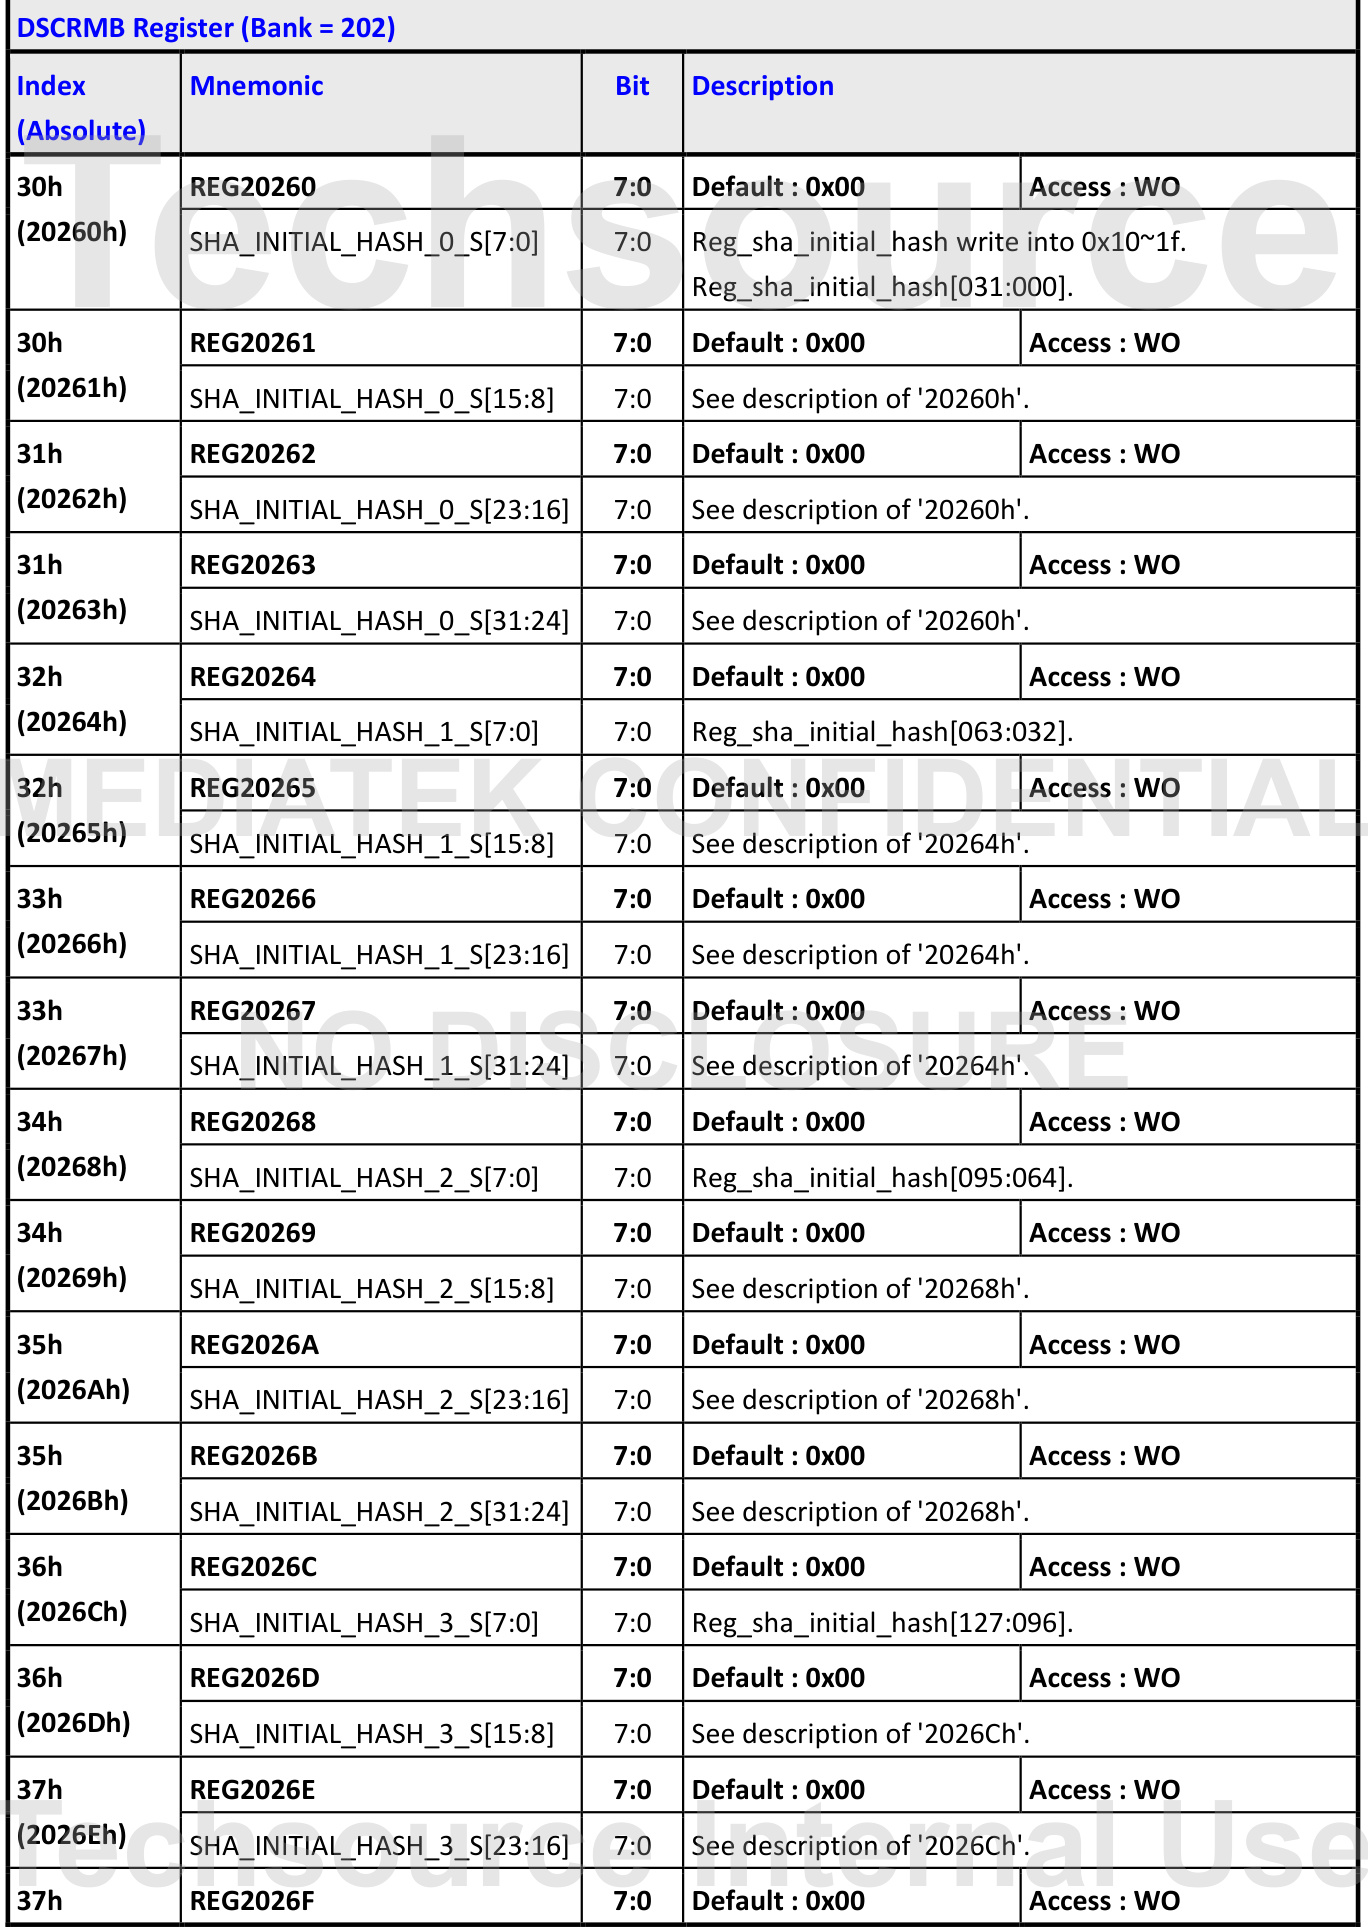 DSCRMB Register (Bank = 202)
Index (Absolute) Mnemonic Bit Description
30h (20260h) REG20260 7:0 Default : 0x00 Access : WO
SHA_INITIAL_HASH_0_S[7:0] 7:0 Reg_sha_initial_hash write into 0x10~1f.
Reg_sha_initial_hash[031:000].
30h (20261h) REG20261 7:0 Default : 0x00 Access : WO
SHA_INITIAL_HASH_0_S[15:8] 7:0 See description of '20260h'.
31h (20262h) REG20262 7:0 Default : 0x00 Access : WO
SHA_INITIAL_HASH_0_S[23:16] 7:0 See description of '20260h'.
31h (20263h) REG20263 7:0 Default : 0x00 Access : WO
SHA_INITIAL_HASH_0_S[31:24] 7:0 See description of '20260h'.
32h (20264h) REG20264 7:0 Default : 0x00 Access : WO
SHA_INITIAL_HASH_1_S[7:0] 7:0 Reg_sha_initial_hash[063:032].
32h (20265h) REG20265 7:0 Default : 0x00 Access : WO
SHA_INITIAL_HASH_1_S[15:8] 7:0 See description of '20264h'.
33h (20266h) REG20266 7:0 Default : 0x00 Access : WO
SHA_INITIAL_HASH_1_S[23:16] 7:0 See description of '20264h'.
33h (20267h) REG20267 7:0 Default : 0x00 Access : WO
SHA_INITIAL_HASH_1_S[31:24] 7:0 See description of '20264h'.
34h (20268h) REG20268 7:0 Default : 0x00 Access : WO
SHA_INITIAL_HASH_2_S[7:0] 7:0 Reg_sha_initial_hash[095:064].
34h (20269h) REG20269 7:0 Default : 0x00 Access : WO
SHA_INITIAL_HASH_2_S[15:8] 7:0 See description of '20268h'.
35h (2026Ah) REG2026A 7:0 Default : 0x00 Access : WO
SHA_INITIAL_HASH_2_S[23:16] 7:0 See description of '20268h'.
35h (2026Bh) REG2026B 7:0 Default : 0x00 Access : WO
SHA_INITIAL_HASH_2_S[31:24] 7:0 See description of '20268h'.
36h (2026Ch) REG2026C 7:0 Default : 0x00 Access : WO
SHA_INITIAL_HASH_3_S[7:0] 7:0 Reg_sha_initial_hash[127:096].
36h (2026Dh) REG2026D 7:0 Default : 0x00 Access : WO
SHA_INITIAL_HASH_3_S[15:8] 7:0 See description of '2026Ch'.
37h (2026Eh) REG2026E 7:0 Default : 0x00 Access : WO
SHA_INITIAL_HASH_3_S[23:16] 7:0 See description of '2026Ch'.
37h REG2026F 7:0 Default : 0x00 Access : WO
Techsource
MEDIATEK CONFIDENTIAL
NO DISCLOSURE
Techsource Internal Use